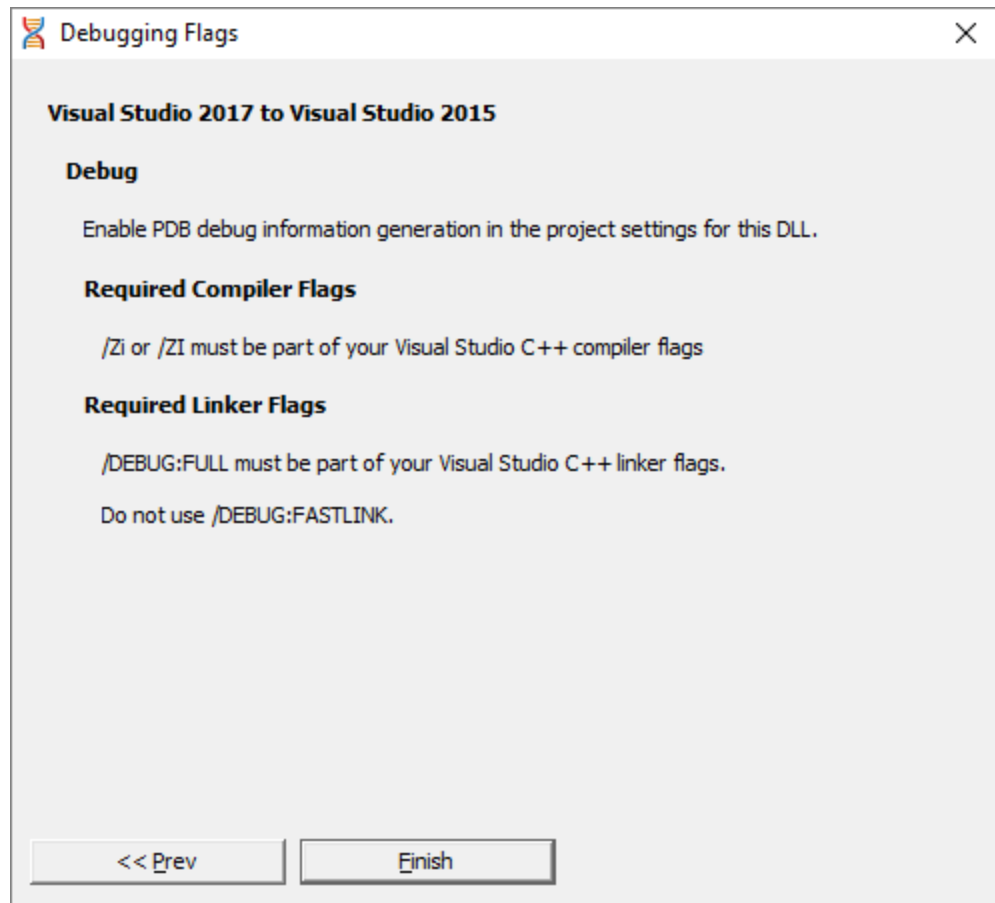 Debugging Flags
Visual Studio 2017 to Visual Studio 2015
Debug
Enable PDB debug information generation in the project settings for this DLL.
Required Compiler Flags
/Zi or /ZI must be part of your Visual Studio C++ compiler flags
Required Linker Flags
/DEBUG:FULL must be part of your Visual Studio C++ linker flags.
Do not use /DEBUG:FASTLINK.
<< Prev
Finish